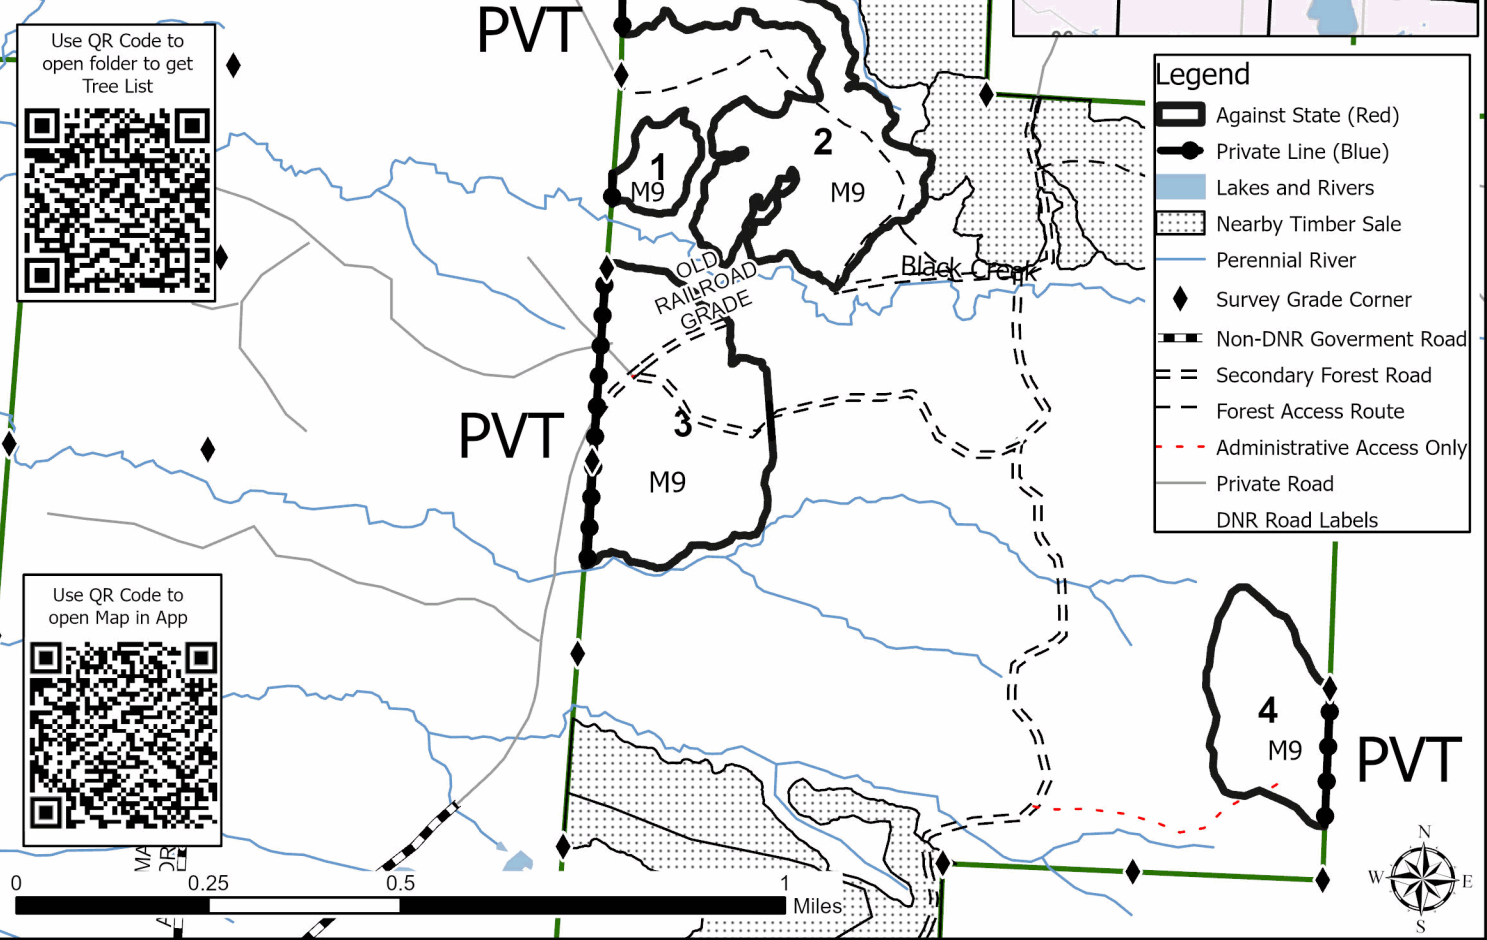 PVT
Use QR Code to
open folder to get
Tree List
Legend
Against State (Red)
Private Line (Blue)
Lakes and Rivers
Nearby Timber Sale
Perennial River
Survey Grade Corner
Non-DNR Goverment Road
Secondary Forest Road
Forest Access Route
Administrative Access Only
Private Road
DNR Road Labels
1
M9
2
M9
Black Creek
OLD
RAILROAD
GRADE
PVT
3
M9
Use QR Code to
open Map in App
4
M9
PVT
MA
DR
0 0.25 0.5 1
Miles
N
W E
S